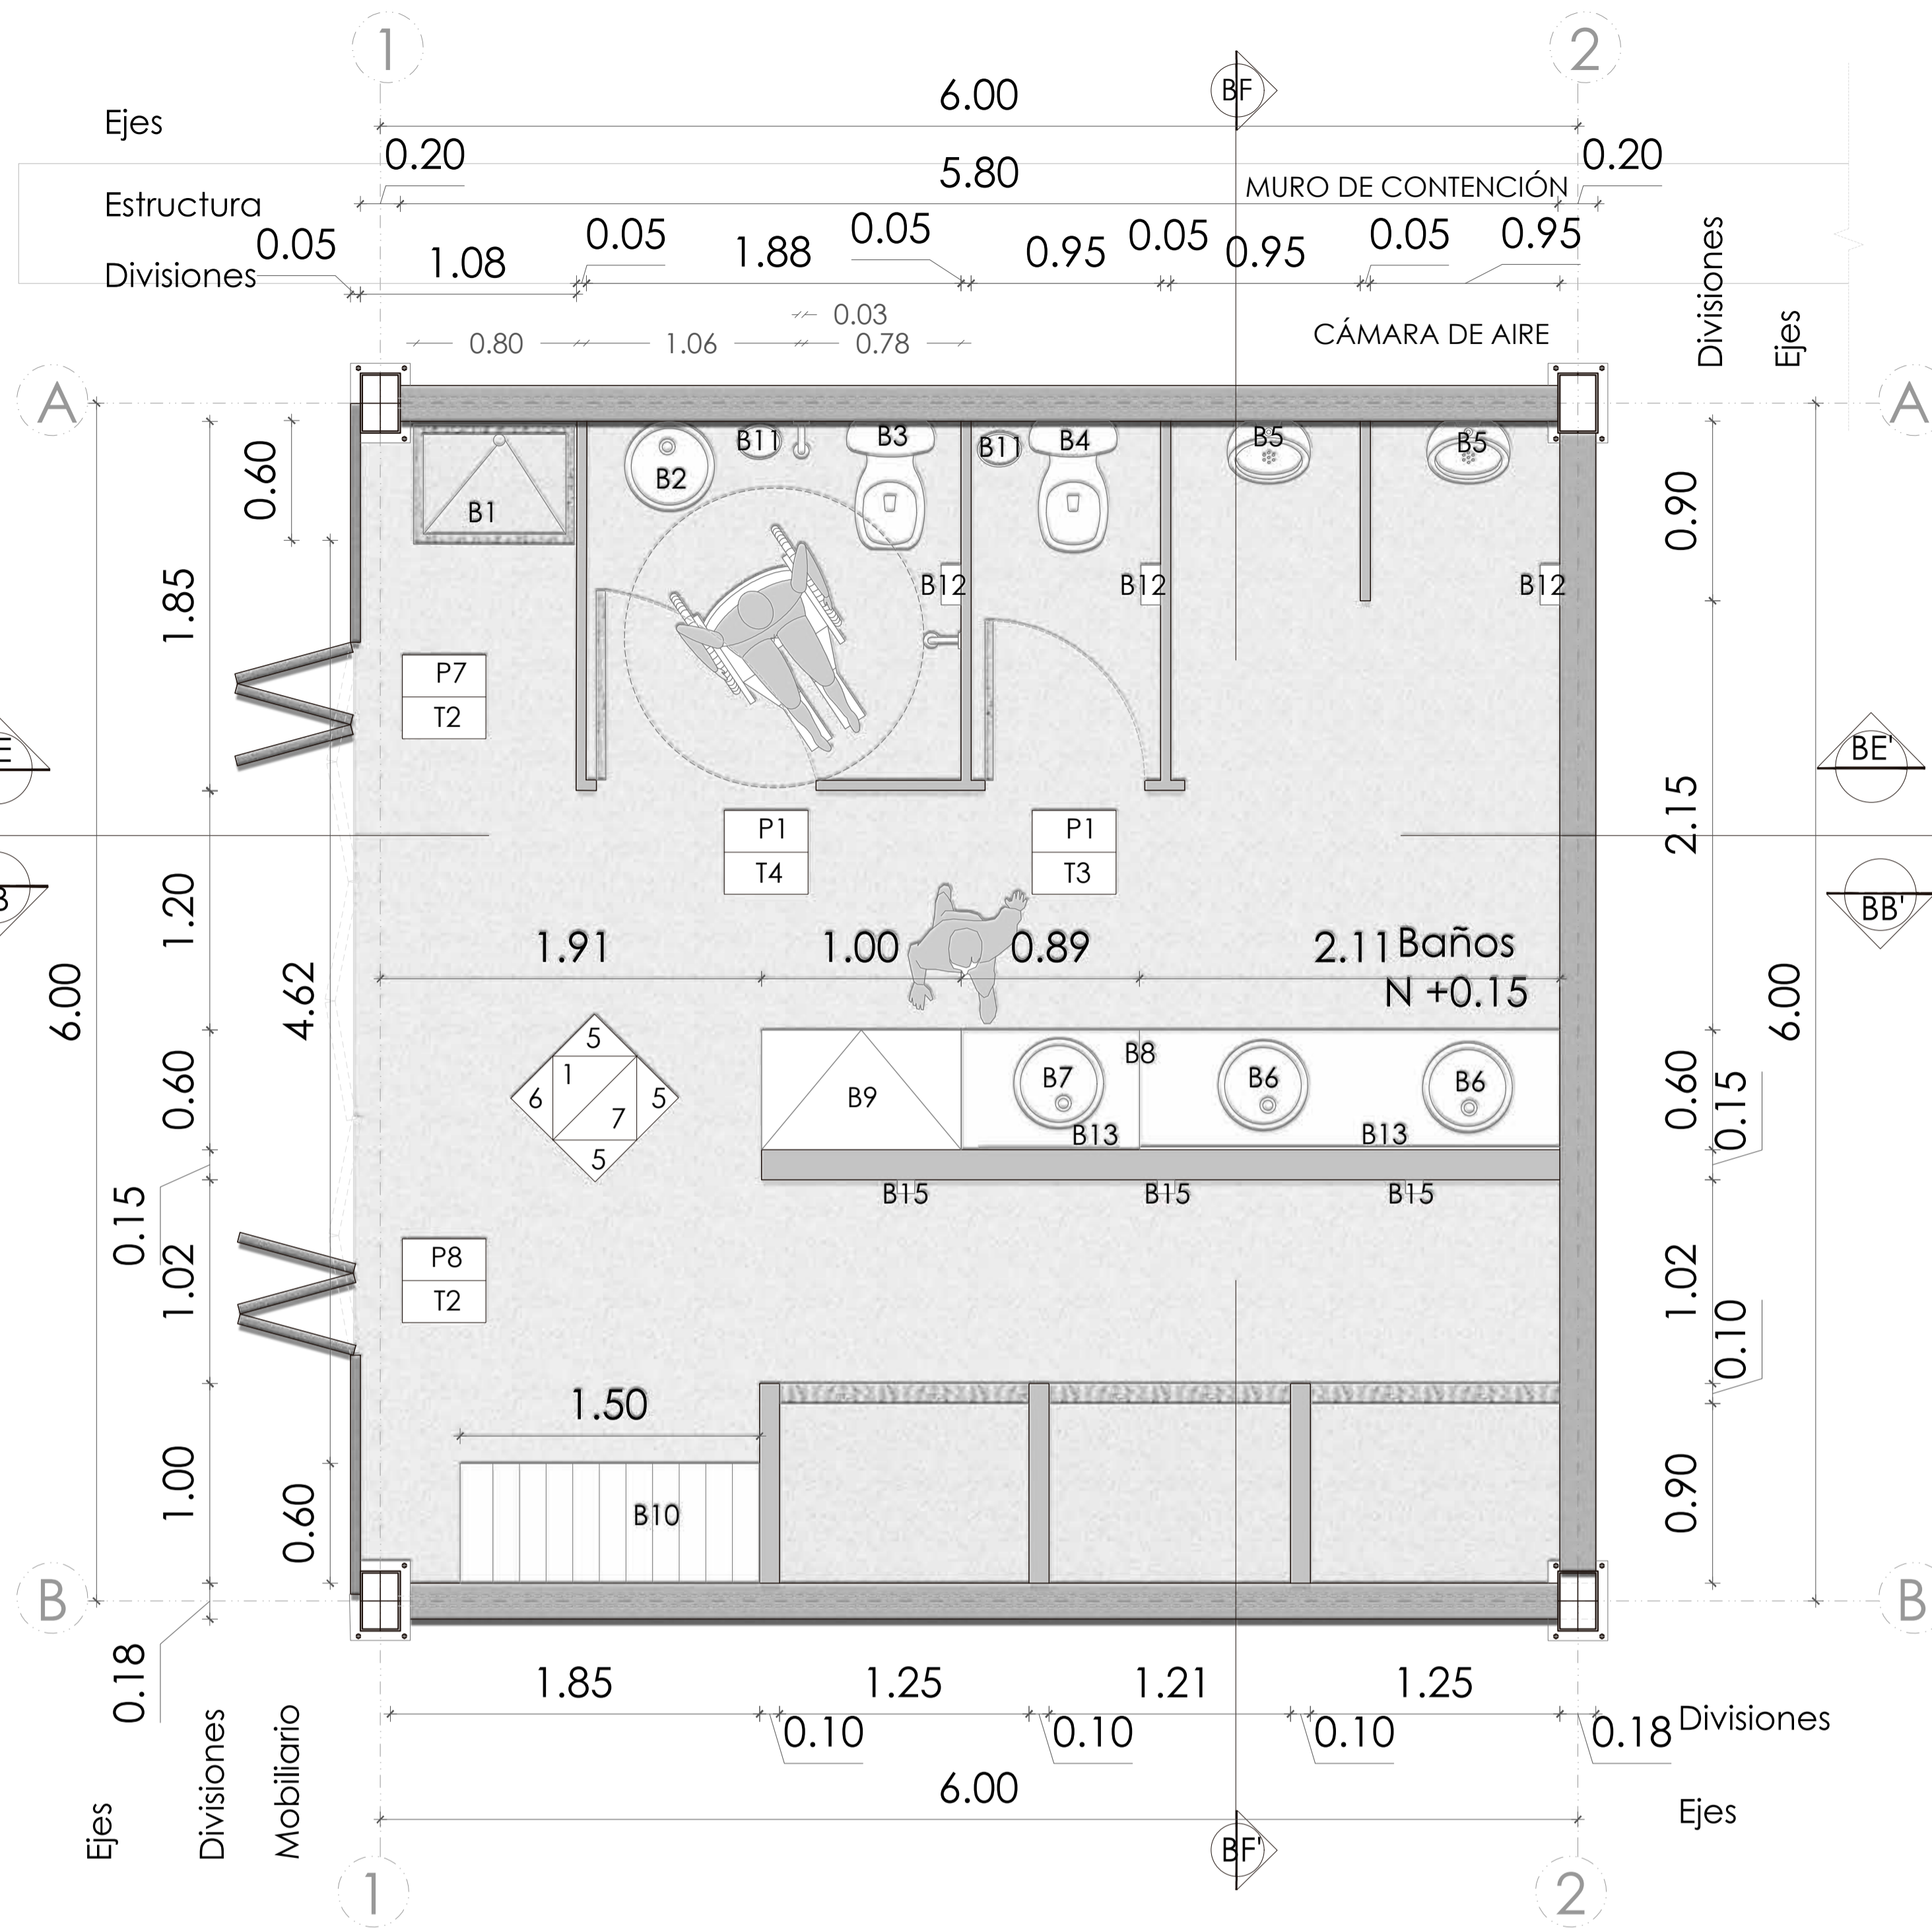 1
2
BF
6.00
Ejes
0.20
5.80
0.20
MURO DE CONTENCIÓN
Estructura
0.05
0.05
1.88
0.05
0.95
0.05
0.95
0.05
0.95
Divisiones
1.08
0.03
0.80
1.06
0.78
CÁMARA DE AIRE
Divisiones
Ejes
A
A
0.60
B1
B2
B11
B3
B11
B4
B5
B5
0.90
1.85
B12
B12
B12
P7
T2
BE'
2.15
P1
T4
P1
T3
1.20
BB'
1.91
1.00
0.89
2.11
Baños
N +0.15
6.00
4.62
6.00
5
1
6
5
7
5
0.60
B9
B7
B8
B6
B6
0.60
0.15
B13
B13
0.15
B15
B15
B15
1.02
P8
T2
1.02
0.10
1.50
1.00
0.60
B10
0.90
B
B
0.18
1.85
1.25
1.21
1.25
0.10
0.10
0.10
0.18
Divisiones
6.00
Ejes
Ejes
Divisiones
Mobiliario
BF'
1
2